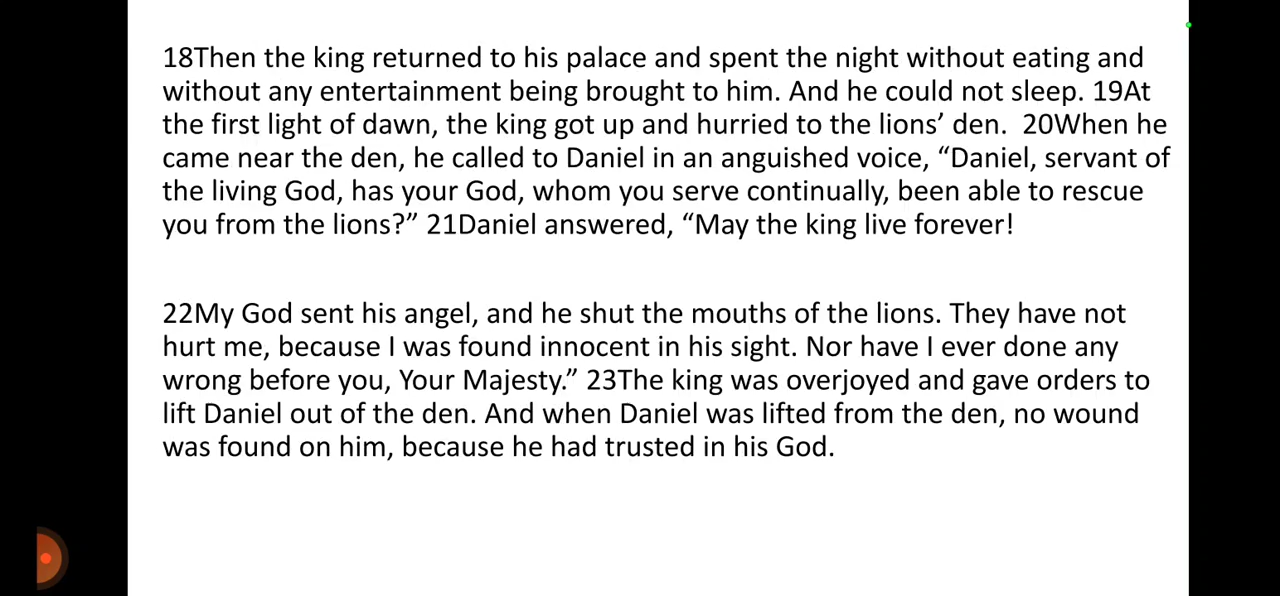 18Then the king returned to his palace and spent the night without eating and
without any entertainment being brought to him. And he could not sleep. 19At
the first light of dawn, the king got up and hurried to the lions’ den.  20When he
came near the den, he called to Daniel in an anguished voice, “Daniel, servant of
the living God, has your God, whom you serve continually, been able to rescue
you from the lions?” 21Daniel answered, “May the king live forever!
22My God sent his angel, and he shut the mouths of the lions. They have not
hurt me, because I was found innocent in his sight. Nor have I ever done any
wrong before you, Your Majesty.” 23The king was overjoyed and gave orders to
lift Daniel out of the den. And when Daniel was lifted from the den, no wound
was found on him, because he had trusted in his God.